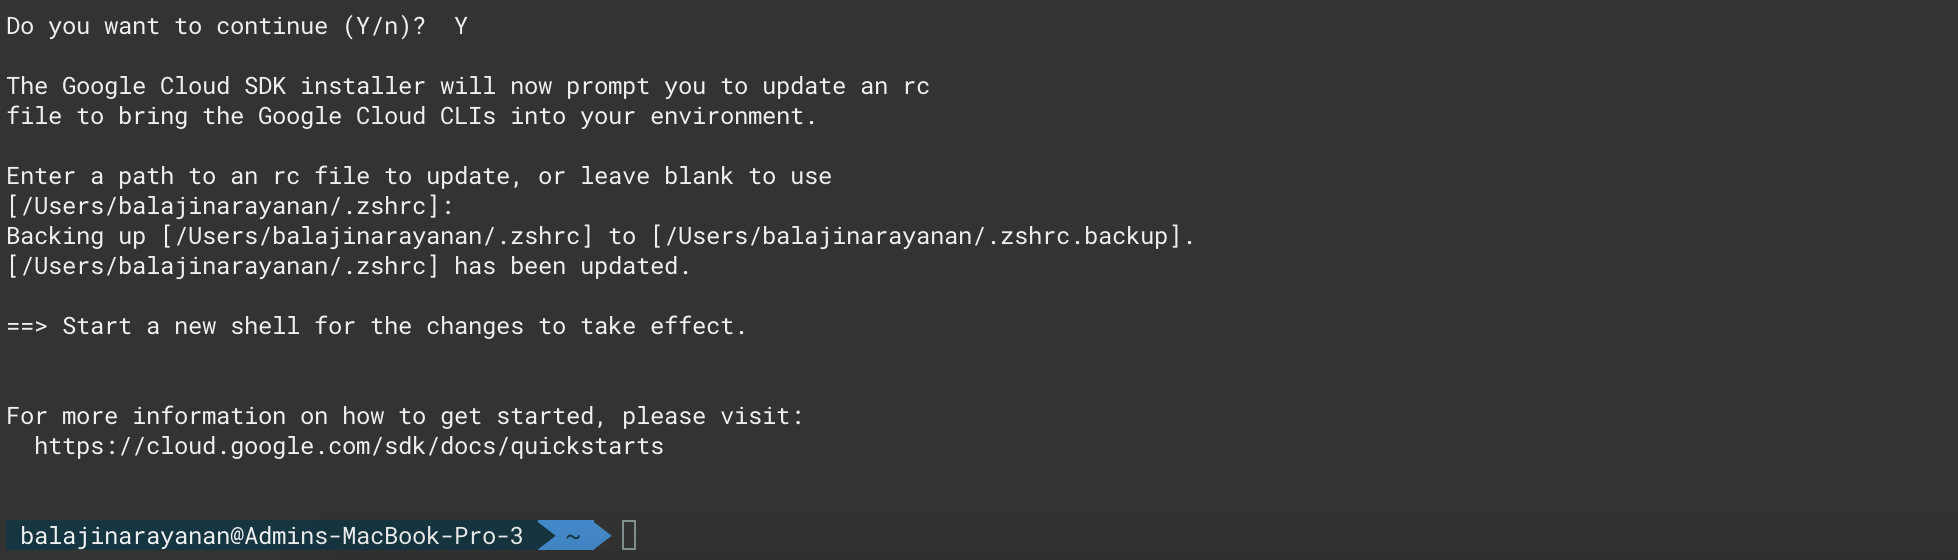 Do you want to continue (Y/n)?  Y
The Google Cloud SDK installer will now prompt you to update an rc
file to bring the Google Cloud CLIs into your environment.
Enter a path to an rc file to update, or leave blank to use
[/Users/balajinarayanan/.zshrc]:
Backing up [/Users/balajinarayanan/.zshrc] to [/Users/balajinarayanan/.zshrc.backup].
[/Users/balajinarayanan/.zshrc] has been updated.
==> Start a new shell for the changes to take effect.
For more information on how to get started, please visit:
  https://cloud.google.com/sdk/docs/quickstarts
balajinarayanan@Admins-MacBook-Pro-3 ~